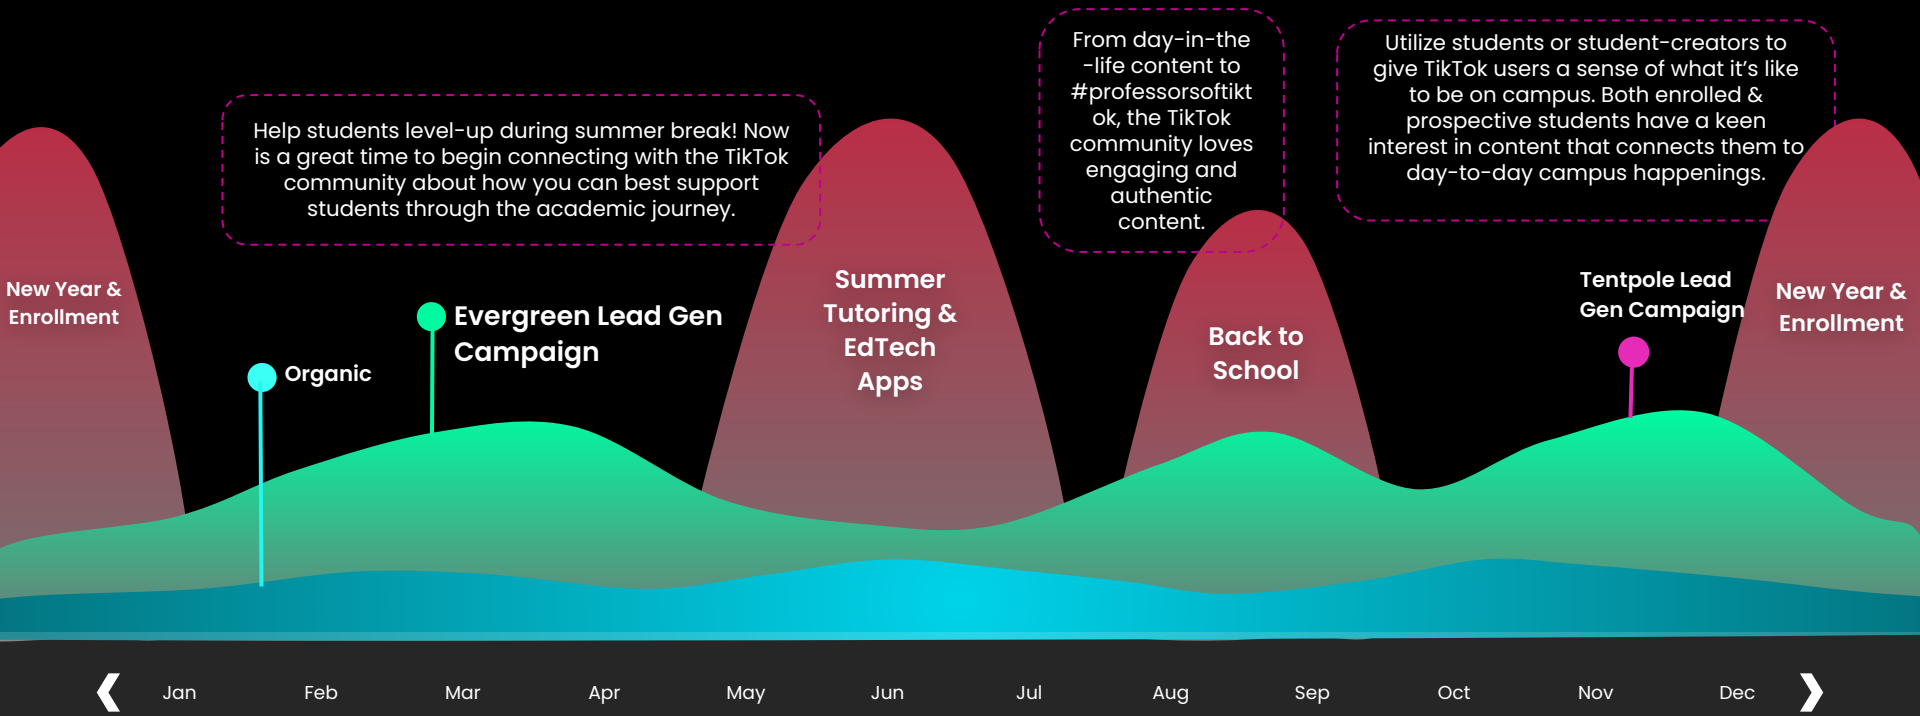 From day-in-the
-life content to
#professorsoftikt
ok, the TikTok
community loves
engaging and
authentic
content.
Utilize students or student-creators to
give TikTok users a sense of what it’s like
to be on campus. Both enrolled &
prospective students have a keen
interest in content that connects them to
day-to-day campus happenings.
Help students level-up during summer break! Now
is a great time to begin connecting with the TikTok
community about how you can best support
students through the academic journey.
New Year &
Enrollment
Organic
Evergreen Lead Gen
Campaign
Summer
Tutoring &
EdTech
Apps
Back to
School
Tentpole Lead
Gen Campaign
New Year &
Enrollment
Jan Feb Mar Apr May Jun Jul Aug Sep Oct Nov Dec